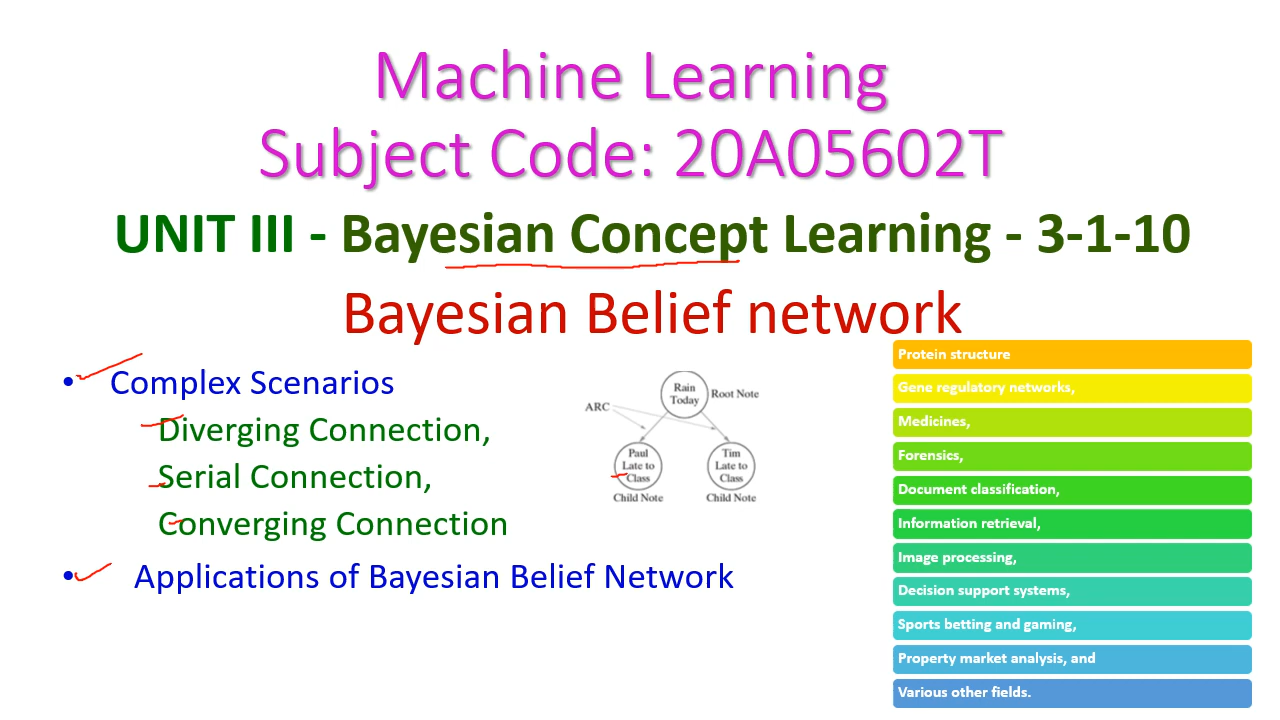 Machine Learning
Subject Code: 20A05602T
UNIT III - Bayesian Concept Learning - 3-1-10
Bayesian Belief network
• Complex Scenarios
Diverging Connection,
Serial Connection,
Converging Connection
• Applications of Bayesian Belief Network
Rain
Today
Root Note
ARC
Paul
Late to
Class
Child Note
Tim
Late to
Class
Child Note
Protein structure
Gene regulatory networks,
Medicines,
Forensics,
Document classification,
Information retrieval,
Image processing,
Decision support systems,
Sports betting and gaming,
Property market analysis, and
Various other fields.